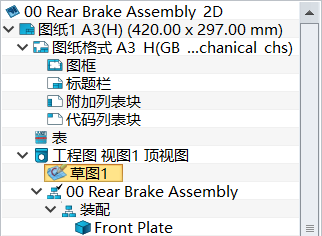 00 Rear Brake Assembly 2D
图纸1 A3(H) (420.00 x 297.00 mm)
图纸格式 A3 H(GB ...chanical chs)
图框
标题栏
附加列表块
代码列表块
表
工程图 视图1 顶视图
草图1
00 Rear Brake Assembly
装配
Front Plate